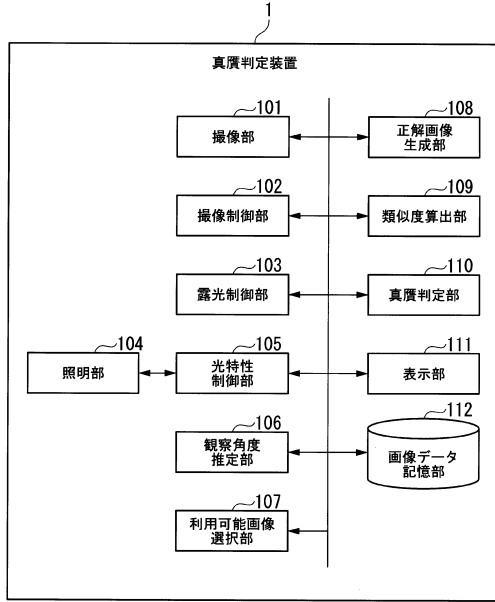 1
真贋判定装置
101
撮像部
108
正解画像
生成部
102
撮像制御部
109
類似度算出部
103
露光制御部
110
真贋判定部
104
照明部
105
光特性
制御部
111
表示部
106
観察角度
推定部
112
画像データ
記憶部
107
利用可能画像
選択部